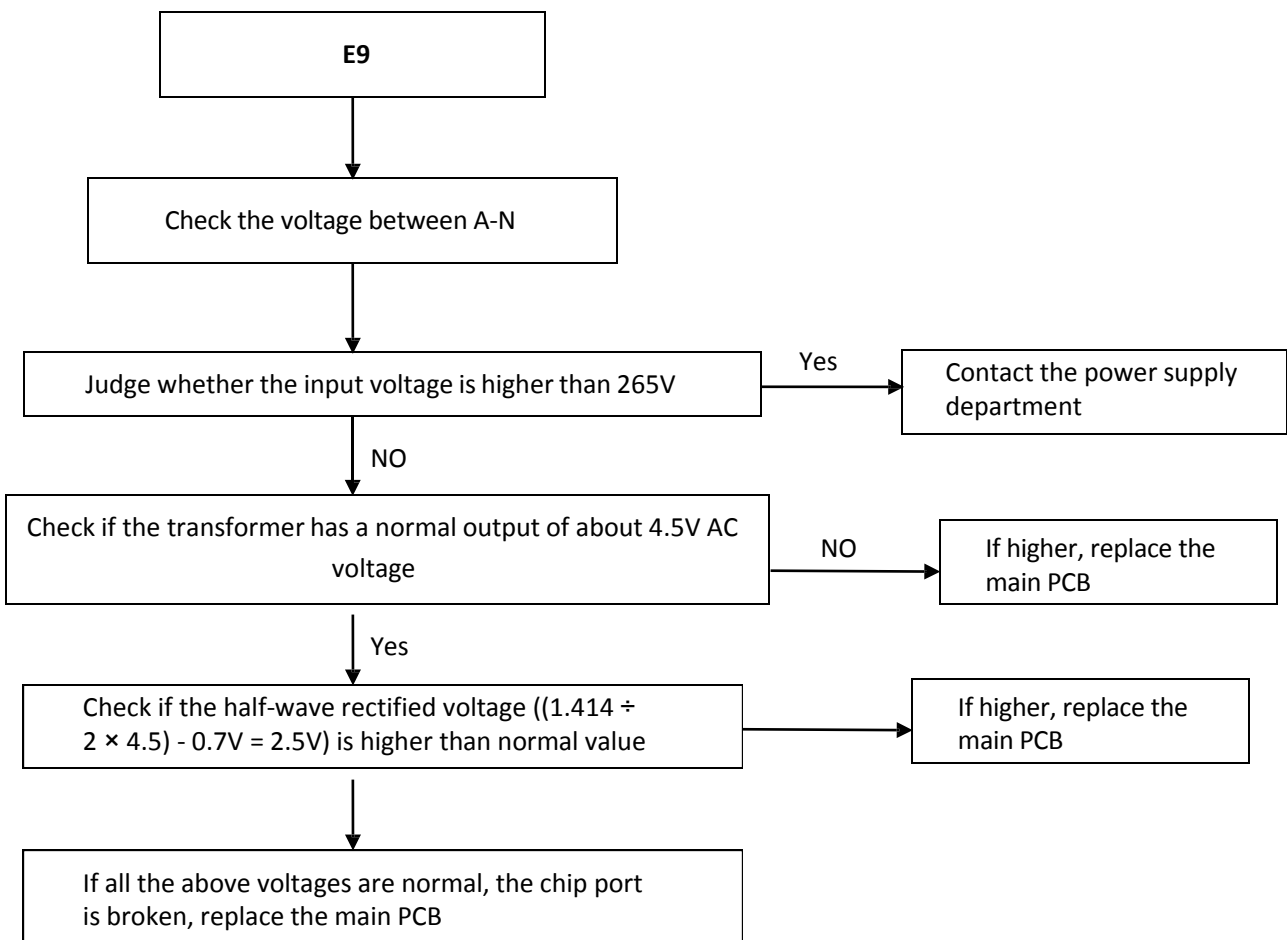 E9
Check the voltage between A-N
Judge whether the input voltage is higher than 265V
Yes
Contact the power supply
department
NO
Check if the transformer has a normal output of about 4.5V AC
voltage
NO
If higher, replace the
main PCB
Yes
Check if the half-wave rectified voltage ((1.414 ÷
2 × 4.5) - 0.7V = 2.5V) is higher than normal value
If higher, replace the
main PCB
If all the above voltages are normal, the chip port
is broken, replace the main PCB